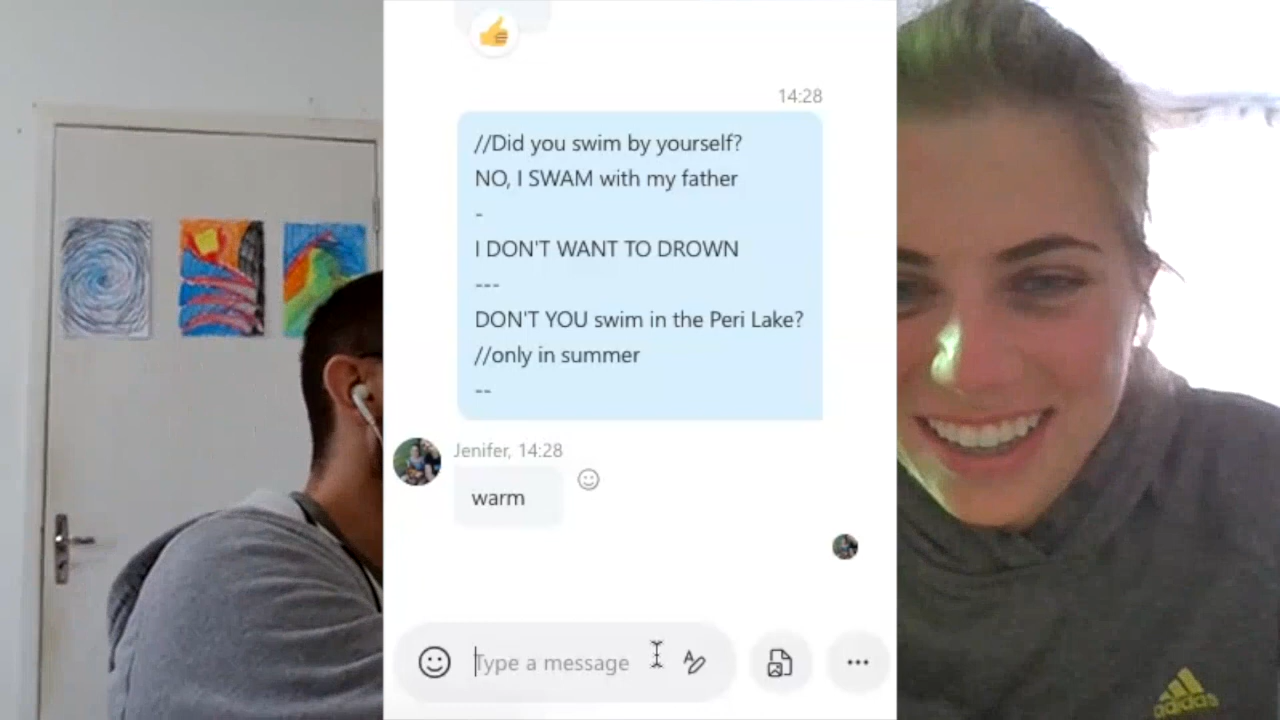 14:28
//Did you swim by yourself?
NO, I SWAM with my father
-
I DON'T WANT TO DROWN
---
DON'T YOU swim in the Peri Lake?
//only in summer
--
Jenifer, 14:28
warm
Type a message
adidas